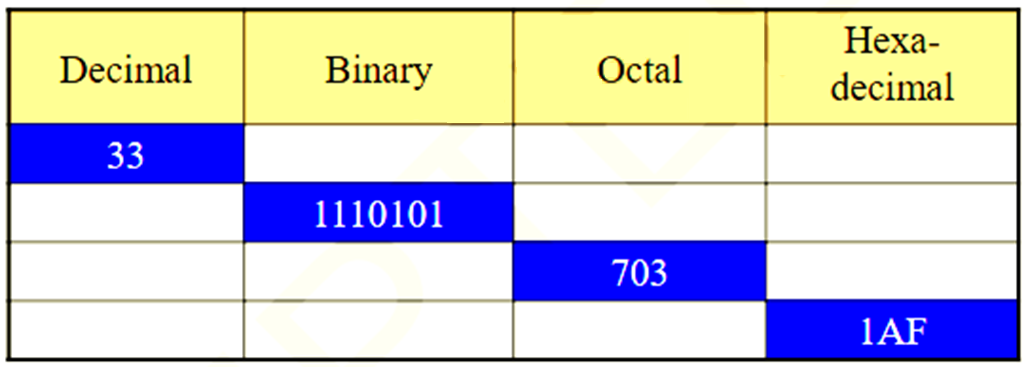 Decimal Binary Octal Hexa-
decimal
33
1110101
703
1AF